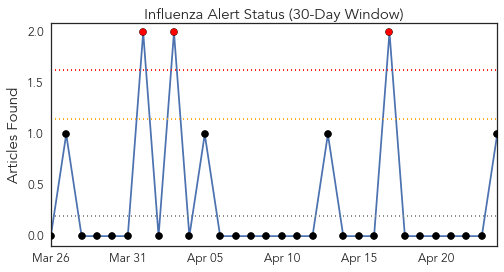 Influenza Alert Status (30-Day Window)
Articles Found
2.0
1.5
1.0
0.5
0.0
Mar 26 Mar 31 Apr 05 Apr 10 Apr 15 Apr 20